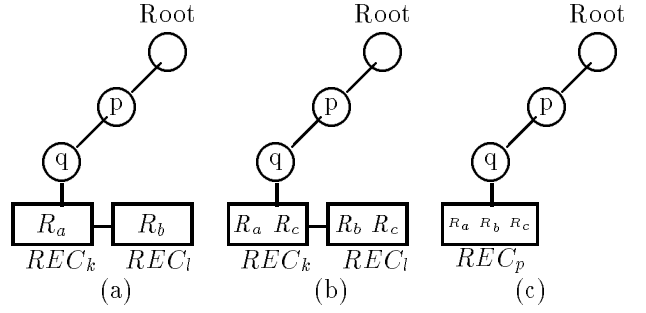 Root Root Root
p p p
q q q
R_a R_b R_a R_c R_b R_c R_a R_b R_c
REC_k REC_l REC_k REC_l REC_p
(a) (b) (c)